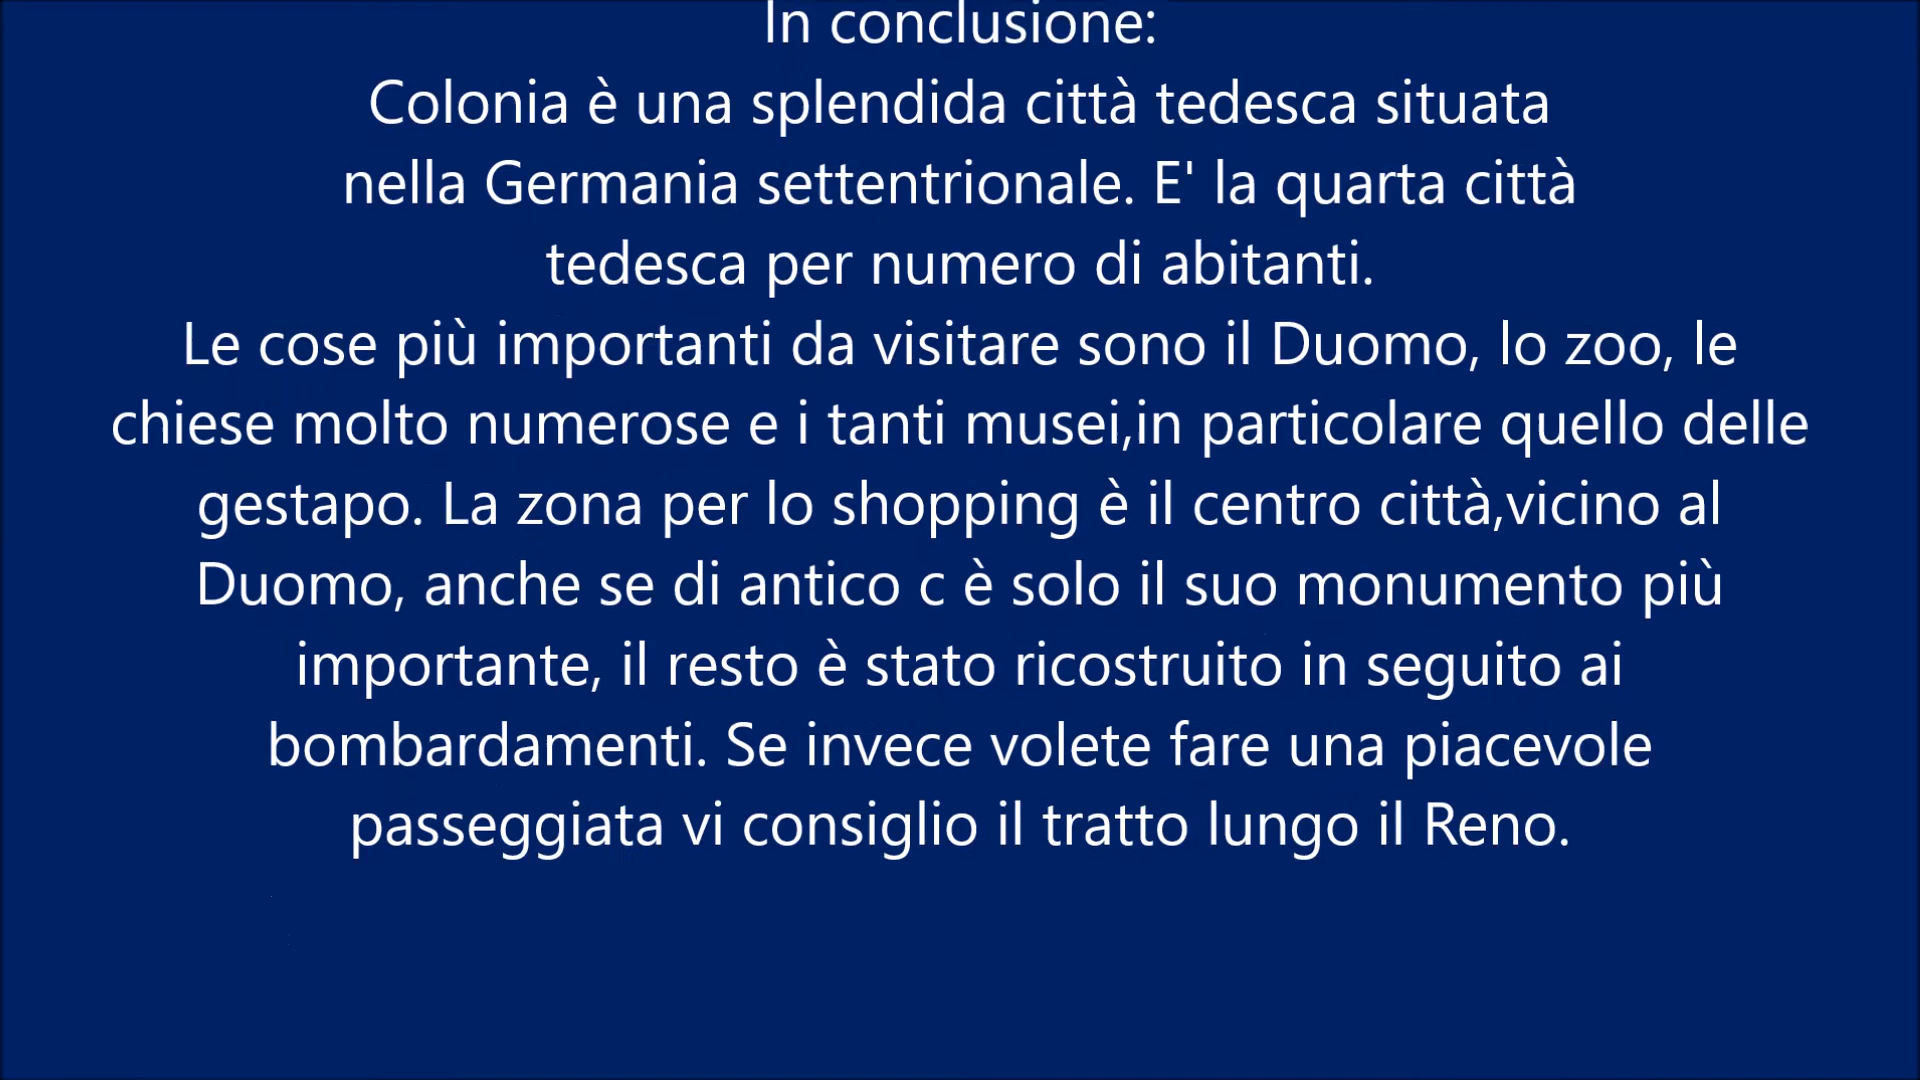 In conclusione:
Colonia è una splendida città tedesca situata
nella Germania settentrionale. E' la quarta città
tedesca per numero di abitanti.
Le cose più importanti da visitare sono il Duomo, lo zoo, le
chiese molto numerose e i tanti musei,in particolare quello delle
gestapo. La zona per lo shopping è il centro città,vicino al
Duomo, anche se di antico c è solo il suo monumento più
importante, il resto è stato ricostruito in seguito ai
bombardamenti. Se invece volete fare una piacevole
passeggiata vi consiglio il tratto lungo il Reno.